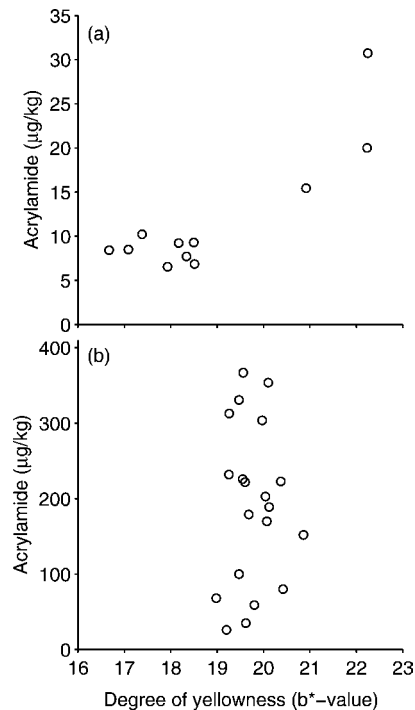 (a)
Acrylamide (µg/kg)
35
30
25
20
15
10
5
0
(b)
Acrylamide (µg/kg)
400
300
200
100
0
16 17 18 19 20 21 22 23
Degree of yellowness (b*−value)